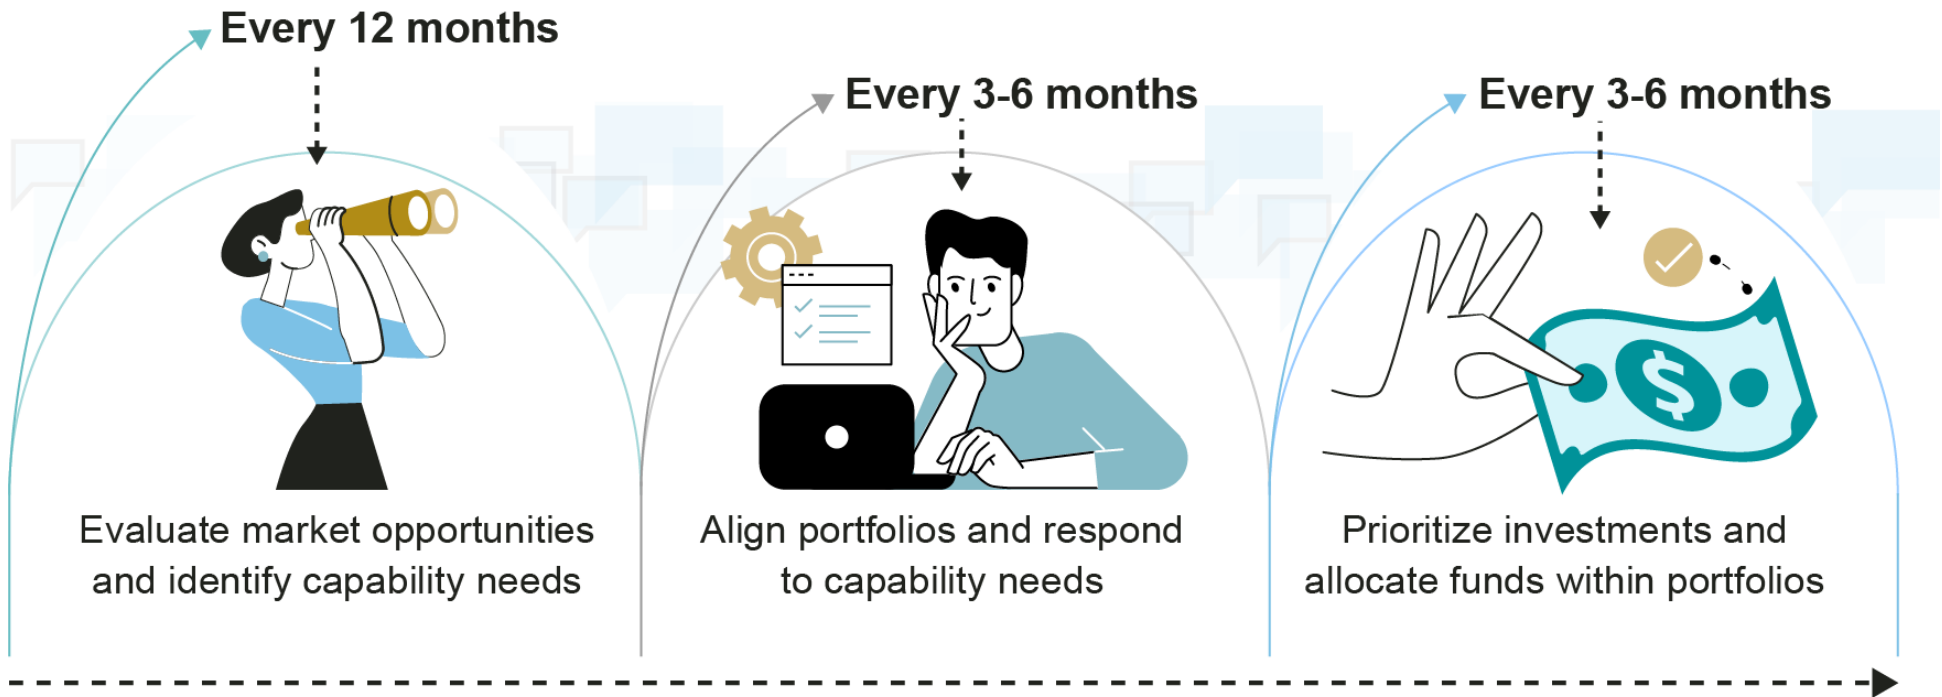 Every 12 months
Every 3-6 months
Every 3-6 months
$
Evaluate market opportunities
and identify capability needs
Align portfolios and respond
to capability needs
Prioritize investments and
allocate funds within portfolios